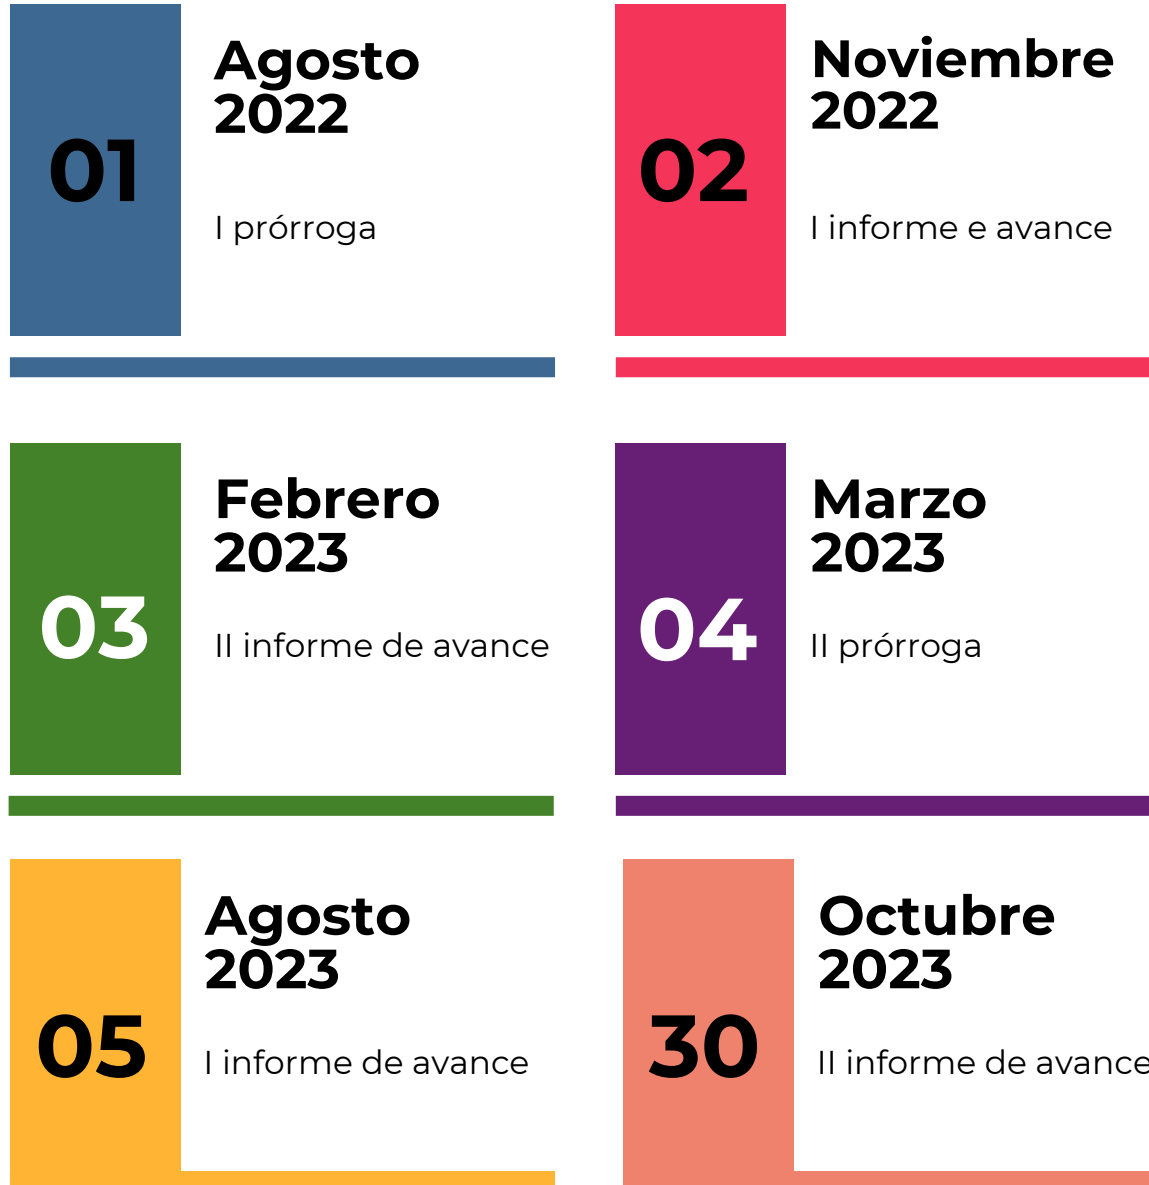 01
Agosto
2022
I prórroga
02
Noviembre
2022
I informe e avance
03
Febrero
2023
II informe de avance
04
Marzo
2023
II prórroga
05
Agosto
2023
I informe de avance
30
Octubre
2023
II informe de avance